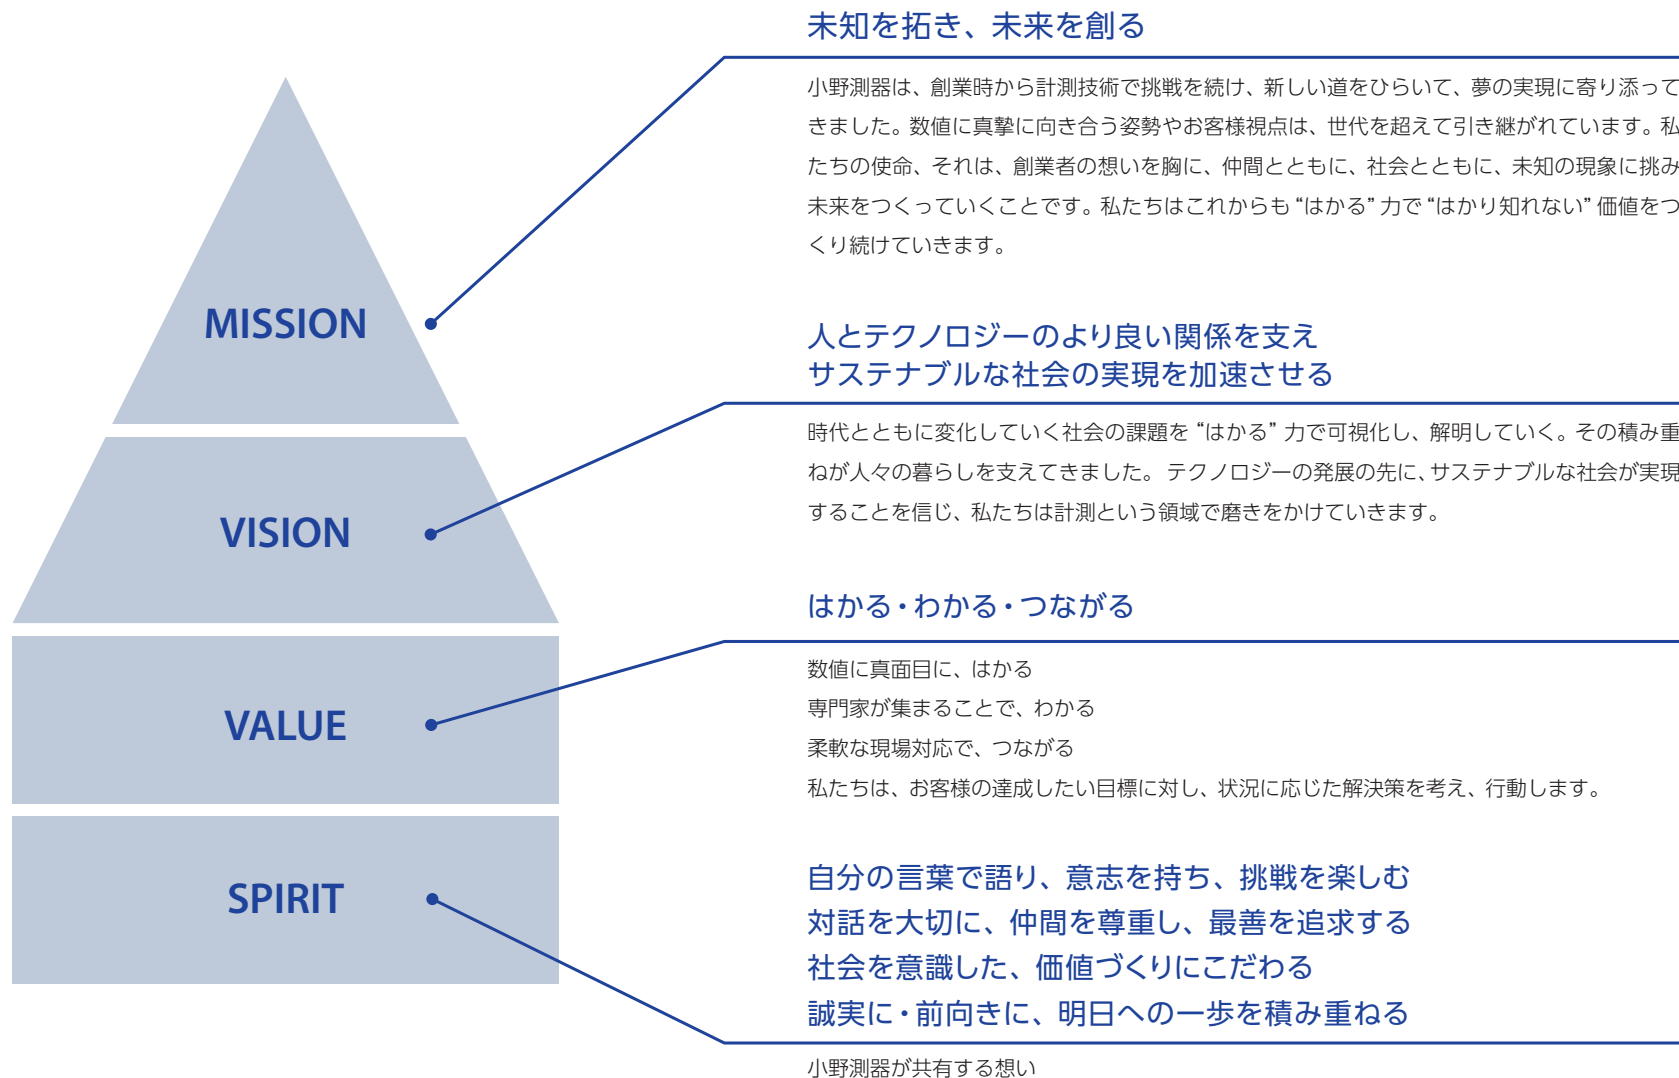 未知を拓き、未来を創る
小野測器は、創業時から計測技術で挑戦を続け、新しい道をひらいて、夢の実現に寄り添って
きました。数値に真摯に向き合う姿勢やお客様視点は、世代を超えて引き継がれています。私
たちの使命、それは、創業者の想いを胸に、仲間とともに、社会とともに、未知の現象に挑み
未来をつくっていくことです。私たちはこれからも“はかる”力で“はかり知れない”価値をつ
くり続けていきます。
MISSION
人とテクノロジーのより良い関係を支え
サステナブルな社会の実現を加速させる
時代とともに変化していく社会の課題を“はかる”力で可視化し、解明していく。その積み重
ねが人々の暮らしを支えてきました。テクノロジーの発展の先に、サステナブルな社会が実現
することを信じ、私たちは計測という領域で磨きをかけていきます。
VISION
はかる・わかる・つながる
数値に真面目に、はかる
専門家が集まることで、わかる
柔軟な現場対応で、つながる
私たちは、お客様の達成したい目標に対し、状況に応じた解決策を考え、行動します。
VALUE
自分の言葉で語り、意志を持ち、挑戦を楽しむ
対話を大切に、仲間を尊重し、最善を追求する
社会を意識した、価値づくりにこだわる
誠実に・前向きに、明日への一歩を積み重ねる
SPIRIT
小野測器が共有する想い